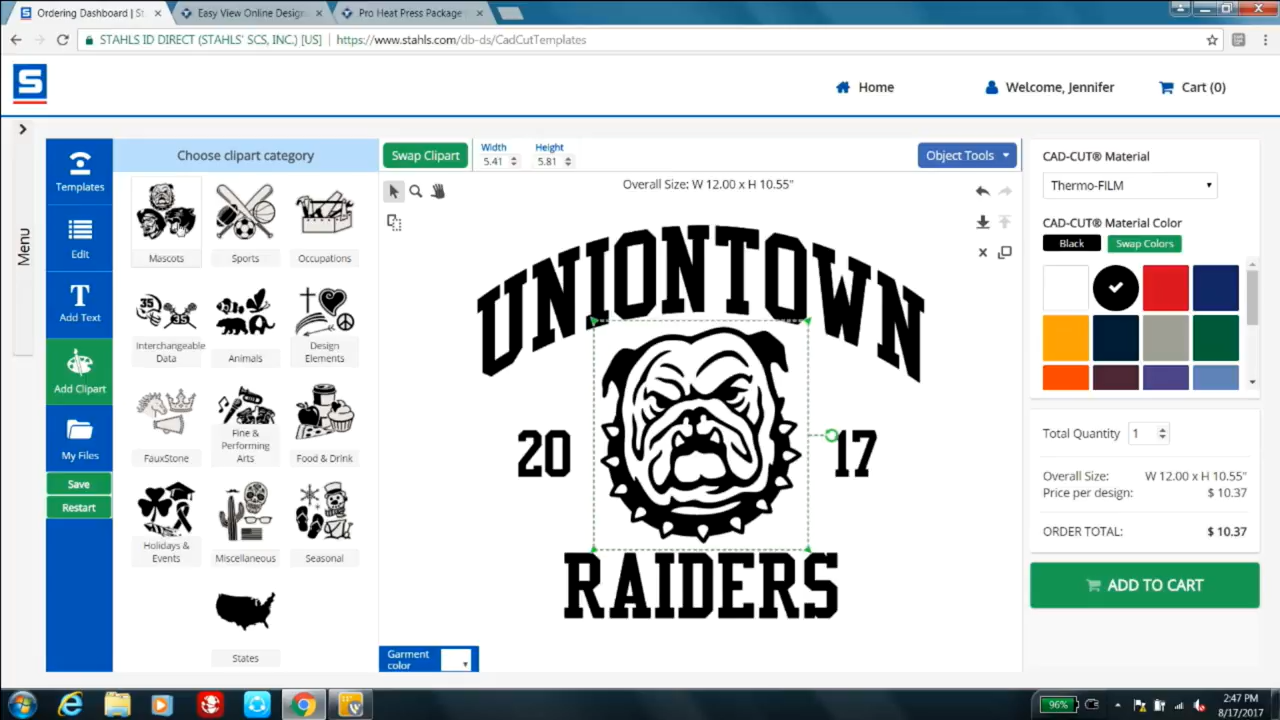 Ordering Dashboard | St
Easy View Online Design
Pro Heat Press Package
STAHLS ID DIRECT (STAHLS' SCS, INC.) [US]
https://www.stahls.com/db-ds/CadCutTemplates
S
Home
Welcome, Jennifer
Cart (0)
Menu
Templates
Edit
Add Text
Add Clipart
My Files
Save
Restart
Choose clipart category
Mascots
Sports
Occupations
35
35
Interchangeable
Data
Animals
Design
Elements
FauxStone
Fine &
Performing
Arts
Food & Drink
Holidays &
Events
Miscellaneous
Seasonal
States
Swap Clipart
Width
5.41
Height
5.81
Object Tools
Overall Size: W 12.00 x H 10.55"
UNIONTOWN
20
17
RAIDERS
Garment
color
CAD-CUT® Material
Thermo-FILM
CAD-CUT® Material Color
Black
Swap Colors
Total Quantity
1
Overall Size:
W 12.00" x H 10.55"
Price per design:
$ 10.37
ORDER TOTAL:
$ 10.37
ADD TO CART
96%
2:47 PM
8/17/2017